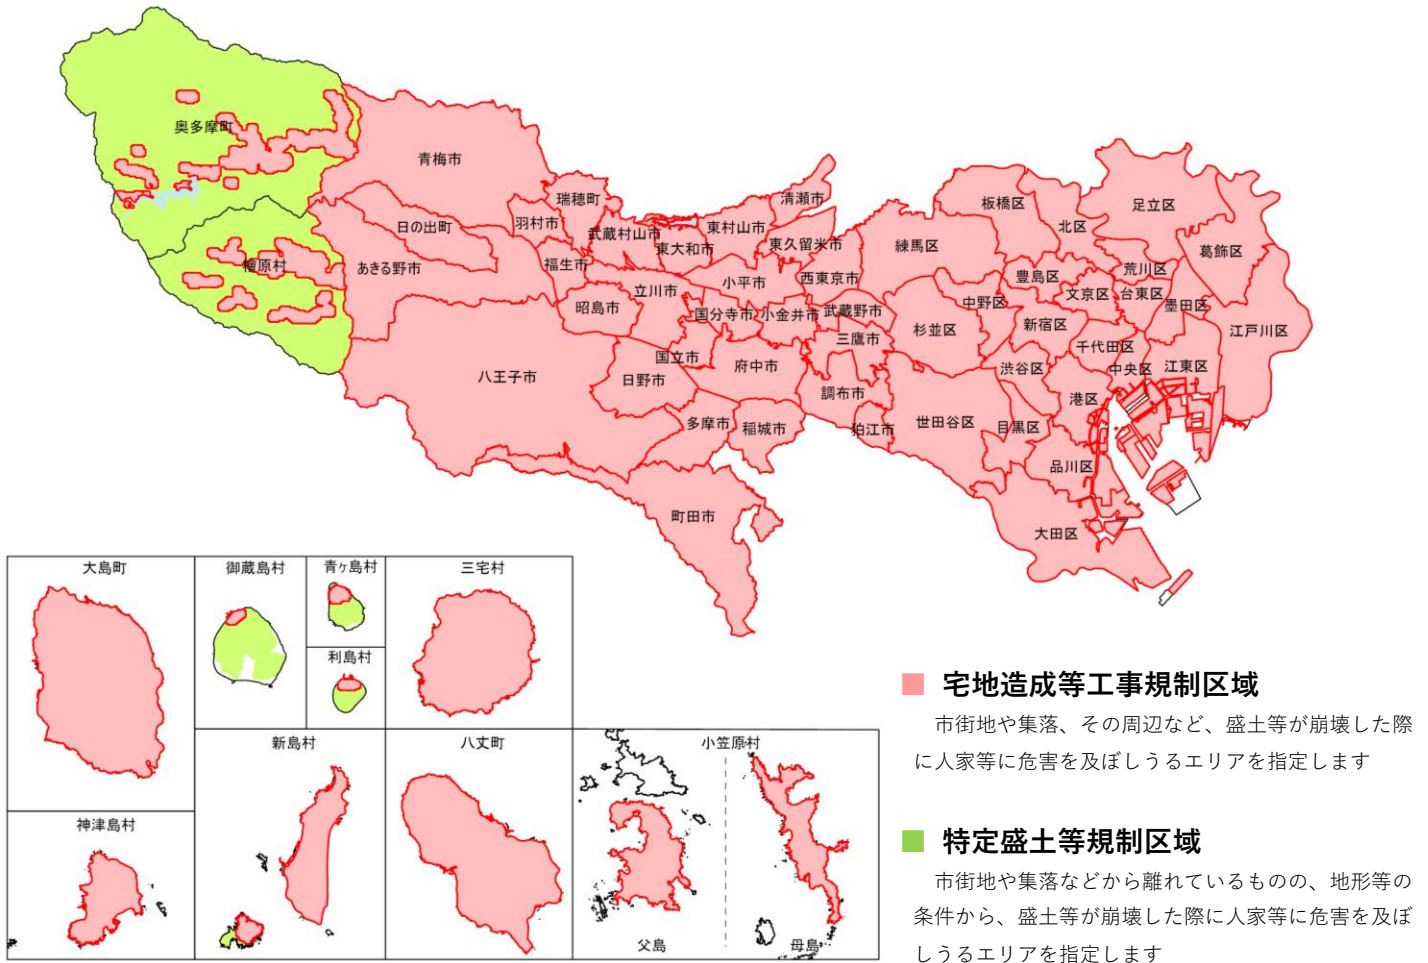 奥多摩町
檜原村
青梅市
日の出町
あきる野市
八王子市
羽村市
瑞穂町
福生市
武蔵村山市
昭島市
立川市
東大和市
東村山市
清瀬市
東久留米市
小平市
西東京市
国分寺市
小金井市
武蔵野市
三鷹市
国立市
日野市
府中市
調布市
多摩市
稲城市
狛江市
町田市
練馬区
板橋区
北区
足立区
葛飾区
荒川区
豊島区
文京区
台東区
墨田区
江戸川区
中野区
杉並区
新宿区
千代田区
中央区
江東区
渋谷区
港区
世田谷区
目黒区
品川区
大田区
大島町
御蔵島村
青ヶ島村
三宅村
利島村
神津島村
新島村
八丈町
小笠原村
父島
母島
宅地造成等工事規制区域
市街地や集落、その周辺など、盛土等が崩壊した際
に人家等に危害を及ぼしうるエリアを指定します
特定盛土等規制区域
市街地や集落などから離れているものの、地形等の
条件から、盛土等が崩壊した際に人家等に危害を及ぼ
しうるエリアを指定します